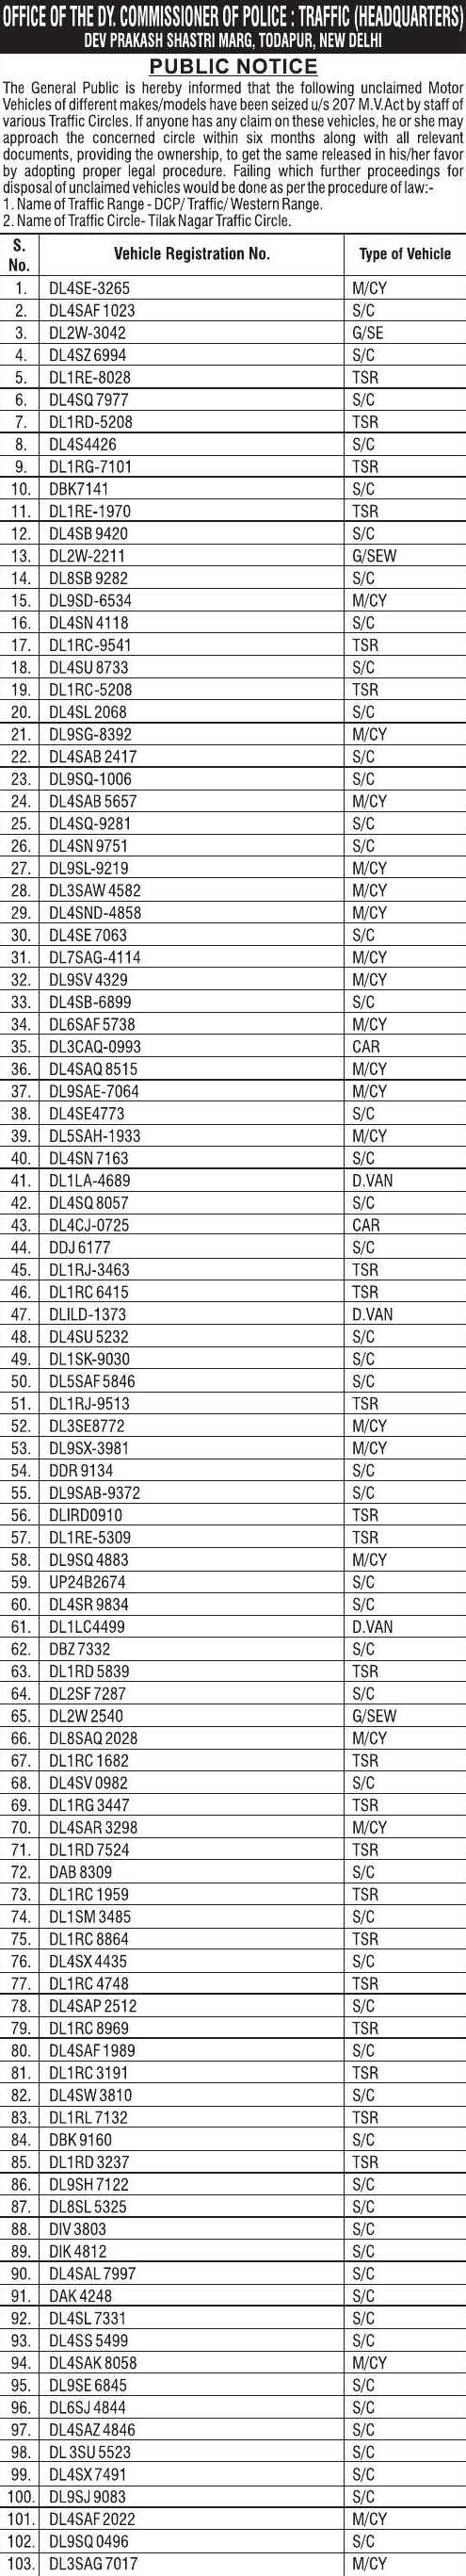 OFFICE OF THE DY. COMMISSIONER OF POLICE : TRAFFIC (HEADQUARTERS)
DEV PRAKASH SHASTRI MARG, TODAPUR, NEW DELHI
PUBLIC NOTICE
The General Public is hereby informed that the following unclaimed Motor
Vehicles of different makes/models have been seized u/s 207 M.V.Act by staff of
various Traffic Circles. If anyone has any claim on these vehicles, he or she may
approach the concerned circle within six months along with all relevant
documents, providing the ownership, to get the same released in his/her favor
by adopting proper legal procedure. Failing which further proceedings for
disposal of unclaimed vehicles would be done as per the procedure of law:-
1. Name of Traffic Range - DCP/ Traffic/ Western Range.
2. Name of Traffic Circle- Tilak Nagar Traffic Circle.
S. No. Vehicle Registration No. Type of Vehicle
1. DL4SE-3265 M/CY
2. DL4SAF 1023 S/C
3. DL2W-3042 G/SE
4. DL4SZ 6994 S/C
5. DL1RE-8028 TSR
6. DL4SQ 7977 S/C
7. DL1RD-5208 TSR
8. DL4S4426 S/C
9. DL1RG-7101 TSR
10. DBK7141 S/C
11. DL1RE-1970 TSR
12. DL4SB 9420 S/C
13. DL2W-2211 G/SEW
14. DL8SB 9282 S/C
15. DL9SD-6534 M/CY
16. DL4SN 4118 S/C
17. DL1RC-9541 TSR
18. DL4SU 8733 S/C
19. DL1RC-5208 TSR
20. DL4SL 2068 S/C
21. DL9SG-8392 M/CY
22. DL4SAB 2417 S/C
23. DL9SQ-1006 S/C
24. DL4SAB 5657 M/CY
25. DL4SQ-9281 S/C
26. DL4SN 9751 S/C
27. DL9SL-9219 M/CY
28. DL3SAW 4582 M/CY
29. DL4SND-4858 M/CY
30. DL4SE 7063 S/C
31. DL7SAG-4114 M/CY
32. DL9SV 4329 M/CY
33. DL4SB-6899 S/C
34. DL6SAF 5738 M/CY
35. DL3CAQ-0993 CAR
36. DL4SAQ 8515 M/CY
37. DL9SAE-7064 M/CY
38. DL4SE4773 S/C
39. DL5SAH-1933 M/CY
40. DL4SN 7163 S/C
41. DL1LA-4689 D.VAN
42. DL4SQ 8057 S/C
43. DL4CJ-0725 CAR
44. DDJ 6177 S/C
45. DL1RJ-3463 TSR
46. DL1RC 6415 TSR
47. DLILD-1373 D.VAN
48. DL4SU 5232 S/C
49. DL1SK-9030 S/C
50. DL5SAF 5846 S/C
51. DL1RJ-9513 TSR
52. DL3SE8772 M/CY
53. DL9SX-3981 M/CY
54. DDR 9134 S/C
55. DL9SAB-9372 S/C
56. DLIRD0910 TSR
57. DL1RE-5309 TSR
58. DL9SQ 4883 M/CY
59. UP24B2674 S/C
60. DL4SR 9834 S/C
61. DL1LC4499 D.VAN
62. DBZ 7332 S/C
63. DL1RD 5839 TSR
64. DL2SF 7287 S/C
65. DL2W 2540 G/SEW
66. DL8SAQ 2028 M/CY
67. DL1RC 1682 TSR
68. DL4SV 0982 S/C
69. DL1RG 3447 TSR
70. DL4SAR 3298 M/CY
71. DL1RD 7524 TSR
72. DAB 8309 S/C
73. DL1RC 1959 TSR
74. DL1SM 3485 S/C
75. DL1RC 8864 TSR
76. DL4SX 4435 S/C
77. DL1RC 4748 TSR
78. DL4SAP 2512 S/C
79. DL1RC 8969 TSR
80. DL4SAF 1989 S/C
81. DL1RC 3191 TSR
82. DL4SW 3810 S/C
83. DL1RL 7132 TSR
84. DBK 9160 S/C
85. DL1RD 3237 TSR
86. DL9SH 7122 S/C
87. DL8SL 5325 S/C
88. DIV 3803 S/C
89. DIK 4812 S/C
90. DL4SAL 7997 S/C
91. DAK 4248 S/C
92. DL4SL 7331 S/C
93. DL4SS 5499 S/C
94. DL4SAK 8058 M/CY
95. DL9SE 6845 S/C
96. DL6SJ 4844 S/C
97. DL4SAZ 4846 S/C
98. DL 3SU 5523 S/C
99. DL4SX 7491 S/C
100. DL9SJ 9083 S/C
101. DL4SAF 2022 M/CY
102. DL9SQ 0496 S/C
103. DL3SAG 7017 M/CY